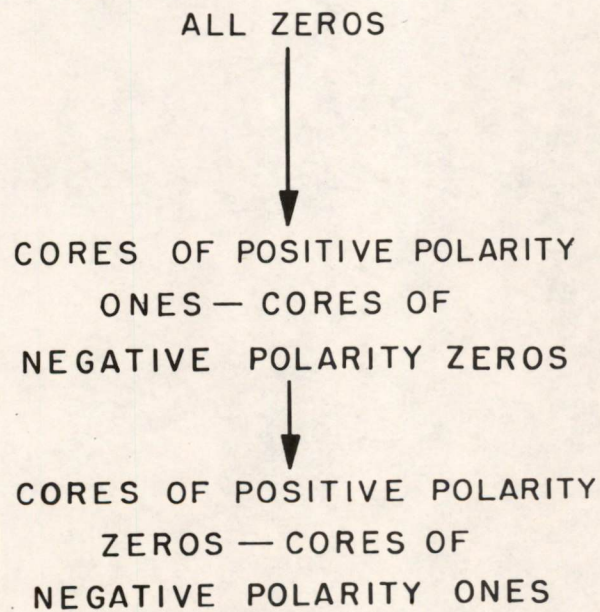 ALL ZEROS
CORES OF POSITIVE POLARITY
ONES — CORES OF
NEGATIVE POLARITY ZEROS
CORES OF POSITIVE POLARITY
ZEROS — CORES OF
NEGATIVE POLARITY ONES